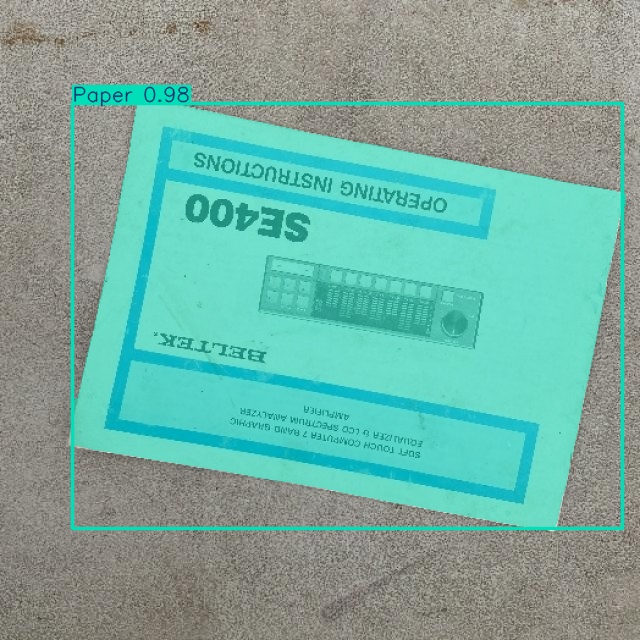 Paper 0.98
SOFT TOUCH COMPUTER 7 BAND GRAPHIC
EQUALIZER & LCD SPECTRUM ANALYZER
AMPLIFIER
BELTEK.
SE400
OPERATING INSTRUCTIONS